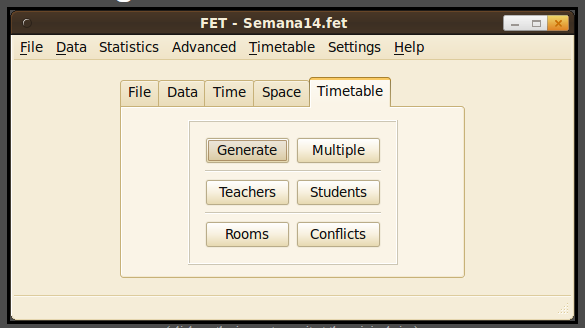 FET - Semana14.fet
File Data Statistics Advanced Timetable Settings Help
File Data Time Space Timetable
Generate Multiple
Teachers Students
Rooms Conflicts